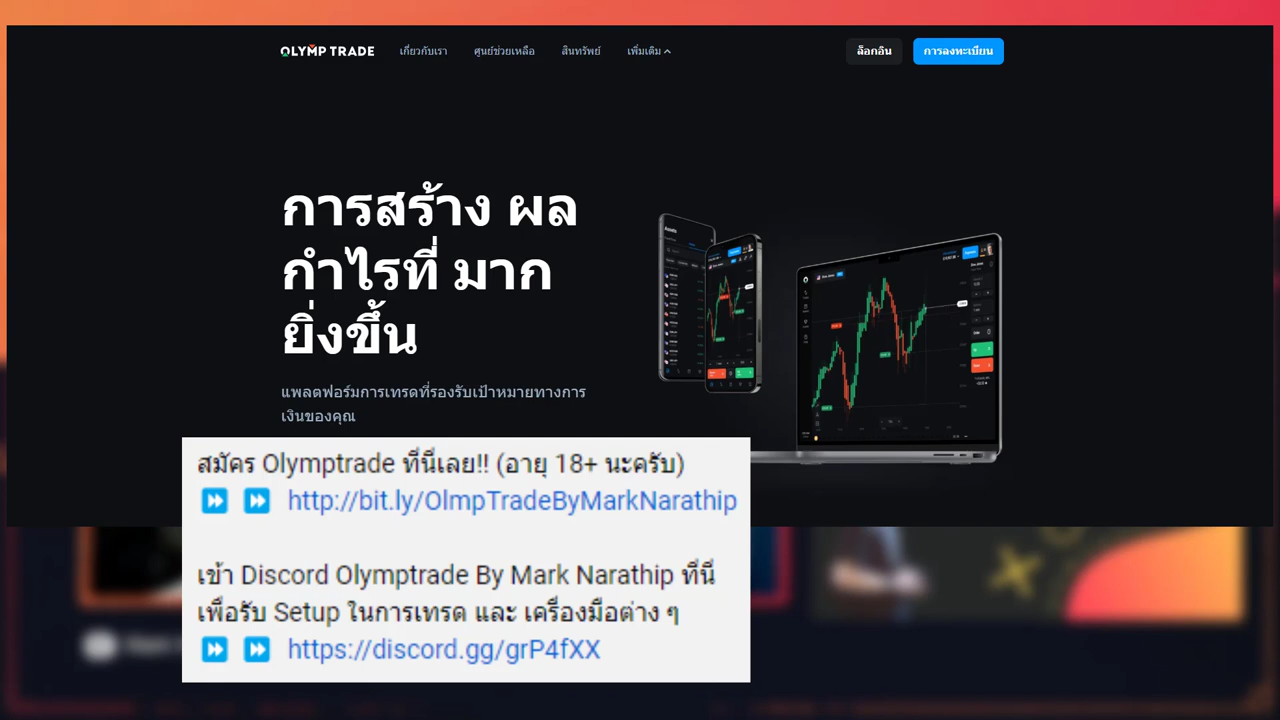 OLYMP TRADE เกี่ยวกับเรา ศูนย์ช่วยเหลือ สินทรัพย์ เพิ่มเติม ล็อกอิน การลงทะเบียน
การสร้าง ผล
กำไรที่ มาก
ยิ่งขึ้น
แพลตฟอร์มการเทรดที่รองรับเป้าหมายทางการ
เงินของคุณ
Assets
สมัคร Olymptrade ที่นี่เลย!! (อายุ 18+ นะครับ)
http://bit.ly/OlmpTradeByMarkNarathip
เข้า Discord Olymptrade By Mark Narathip ที่นี่
เพื่อรับ Setup ในการเทรด และ เครื่องมือต่าง ๆ
https://discord.gg/grP4fXX